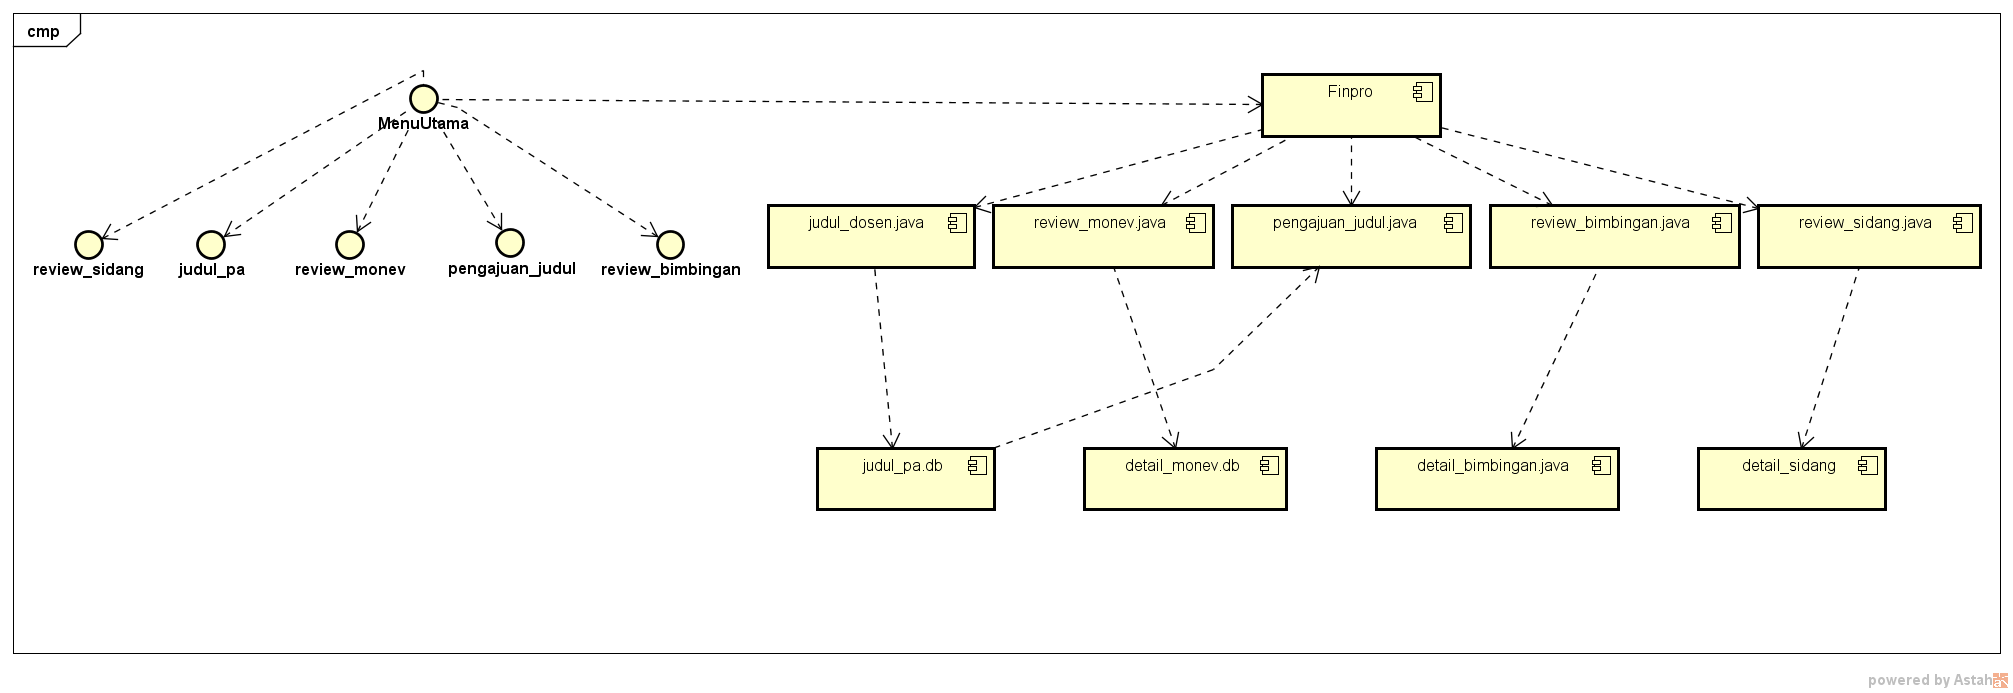 cmp
MenuUtama
Finpro
review_sidang
judul_pa
review_monev
pengajuan_judul
review_bimbingan
judul_dosen.java
review_monev.java
pengajuan_judul.java
review_bimbingan.java
review_sidang.java
judul_pa.db
detail_monev.db
detail_bimbingan.java
detail_sidang
powered by Astah